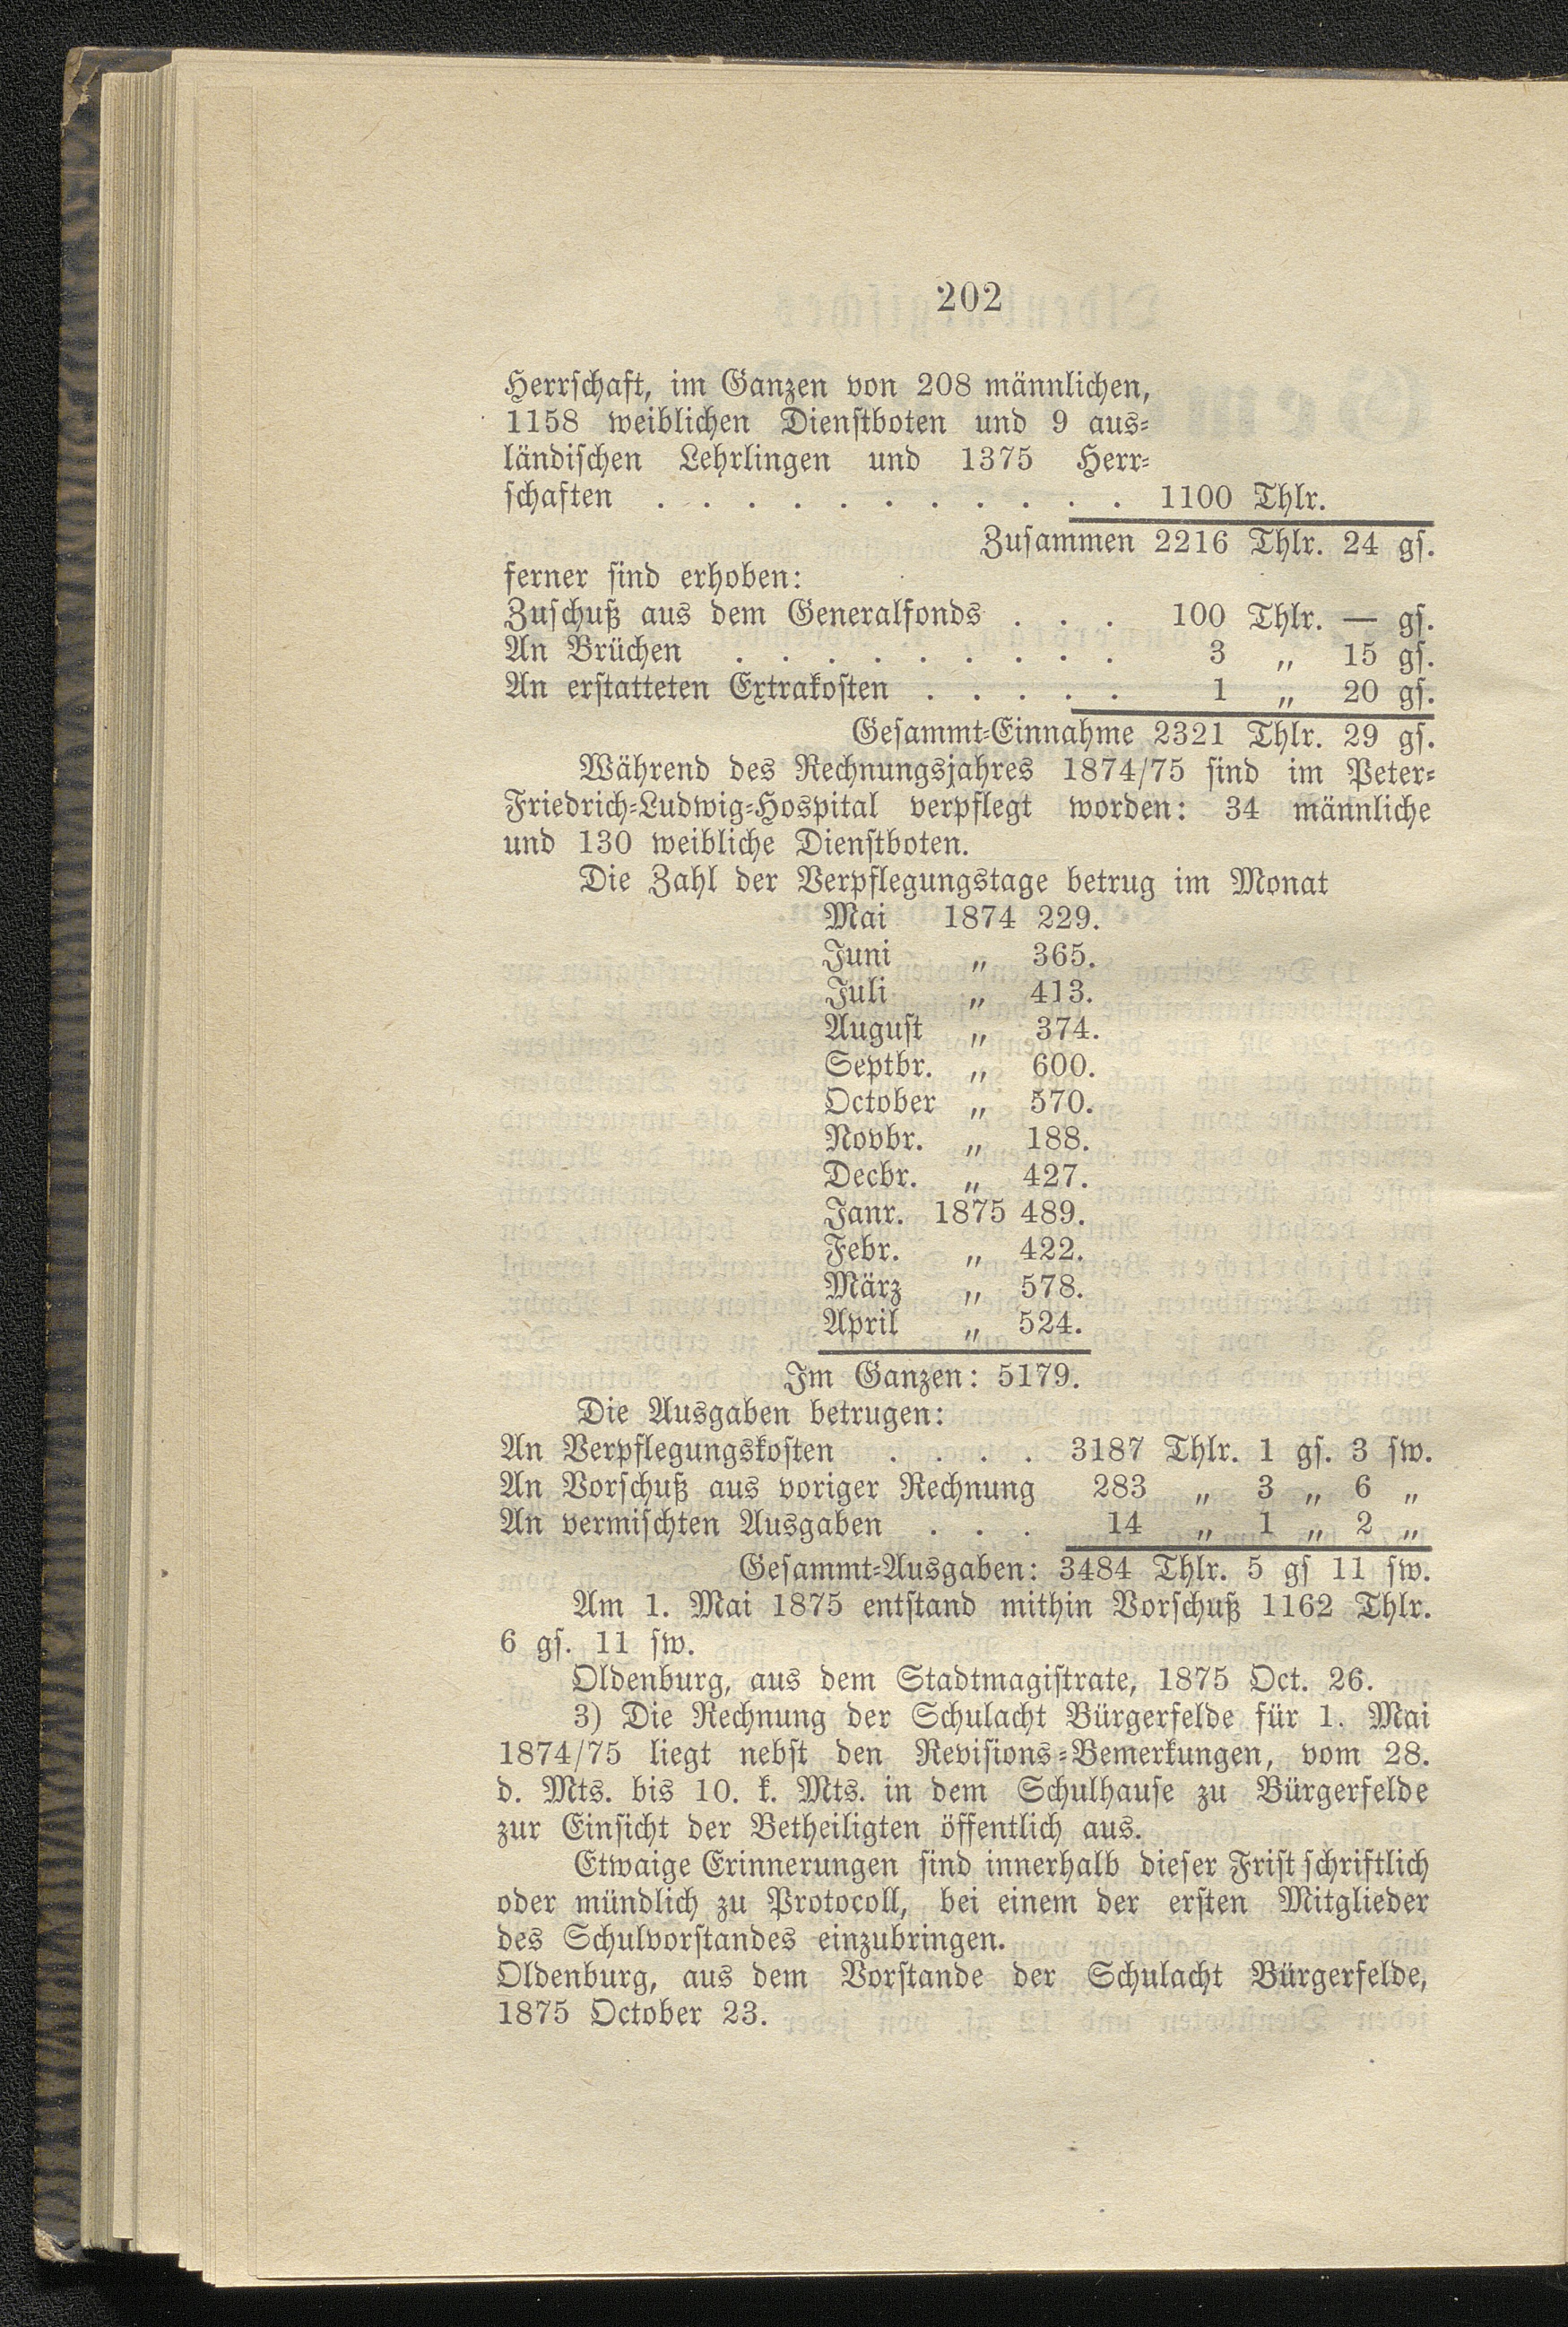 202
Herrschaft, im Ganzen von 208 männlichen,
1158 weiblichen Dienstboten und 9 aus-
ländischen Lehrlingen und 1375 Herr-
schaften . . . . . . . . . . . 1100 Thlr.
Zusammen 2216 Thlr. 24 gs.
ferner sind erhoben:
Zuschuß aus dem Generalfonds . . . 100 Thlr. — gs.
An Brüchen . . . . . . . . . 3 „ 15 gs.
An erstatteten Extrakosten . . . . . 1 „ 20 gs.
Gesammt-Einnahme 2321 Thlr. 29 gs.
Während des Rechnungsjahres 1874/75 sind im Peter-
Friedrich-Ludwig-Hospital verpflegt worden: 34 männliche
und 130 weibliche Dienstboten.
Die Zahl der Verpflegungstage betrug im Monat
Mai 1874 229.
Juni „ 365.
Juli „ 413.
August „ 374.
Septbr. „ 600.
October „ 570.
Novbr. „ 188.
Decbr. „ 427.
Janr. 1875 489.
Febr. „ 422.
März „ 578.
April „ 524.
Im Ganzen: 5179.
Die Ausgaben betrugen:
An Verpflegungskosten . . . . 3187 Thlr. 1 gs. 3 sw.
An Vorschuß aus voriger Rechnung 283 „ 3 „ 6 „
An vermischten Ausgaben . . . 14 „ 1 „ 2 „
Gesammt-Ausgaben: 3484 Thlr. 5 gs 11 sw.
Am 1. Mai 1875 entstand mithin Vorschuß 1162 Thlr.
6 gs. 11 sw.
Oldenburg, aus dem Stadtmagistrate, 1875 Oct. 26.
3) Die Rechnung der Schulacht Bürgerfelde für 1. Mai
1874/75 liegt nebst den Revisions-Bemerkungen, vom 28.
d. Mts. bis 10. k. Mts. in dem Schulhause zu Bürgerfelde
zur Einsicht der Betheiligten öffentlich aus.
Etwaige Erinnerungen sind innerhalb dieser Frist schriftlich
oder mündlich zu Protocoll, bei einem der ersten Mitglieder
des Schulvorstandes einzubringen.
Oldenburg, aus dem Vorstande der Schulacht Bürgerfelde,
1875 October 23.